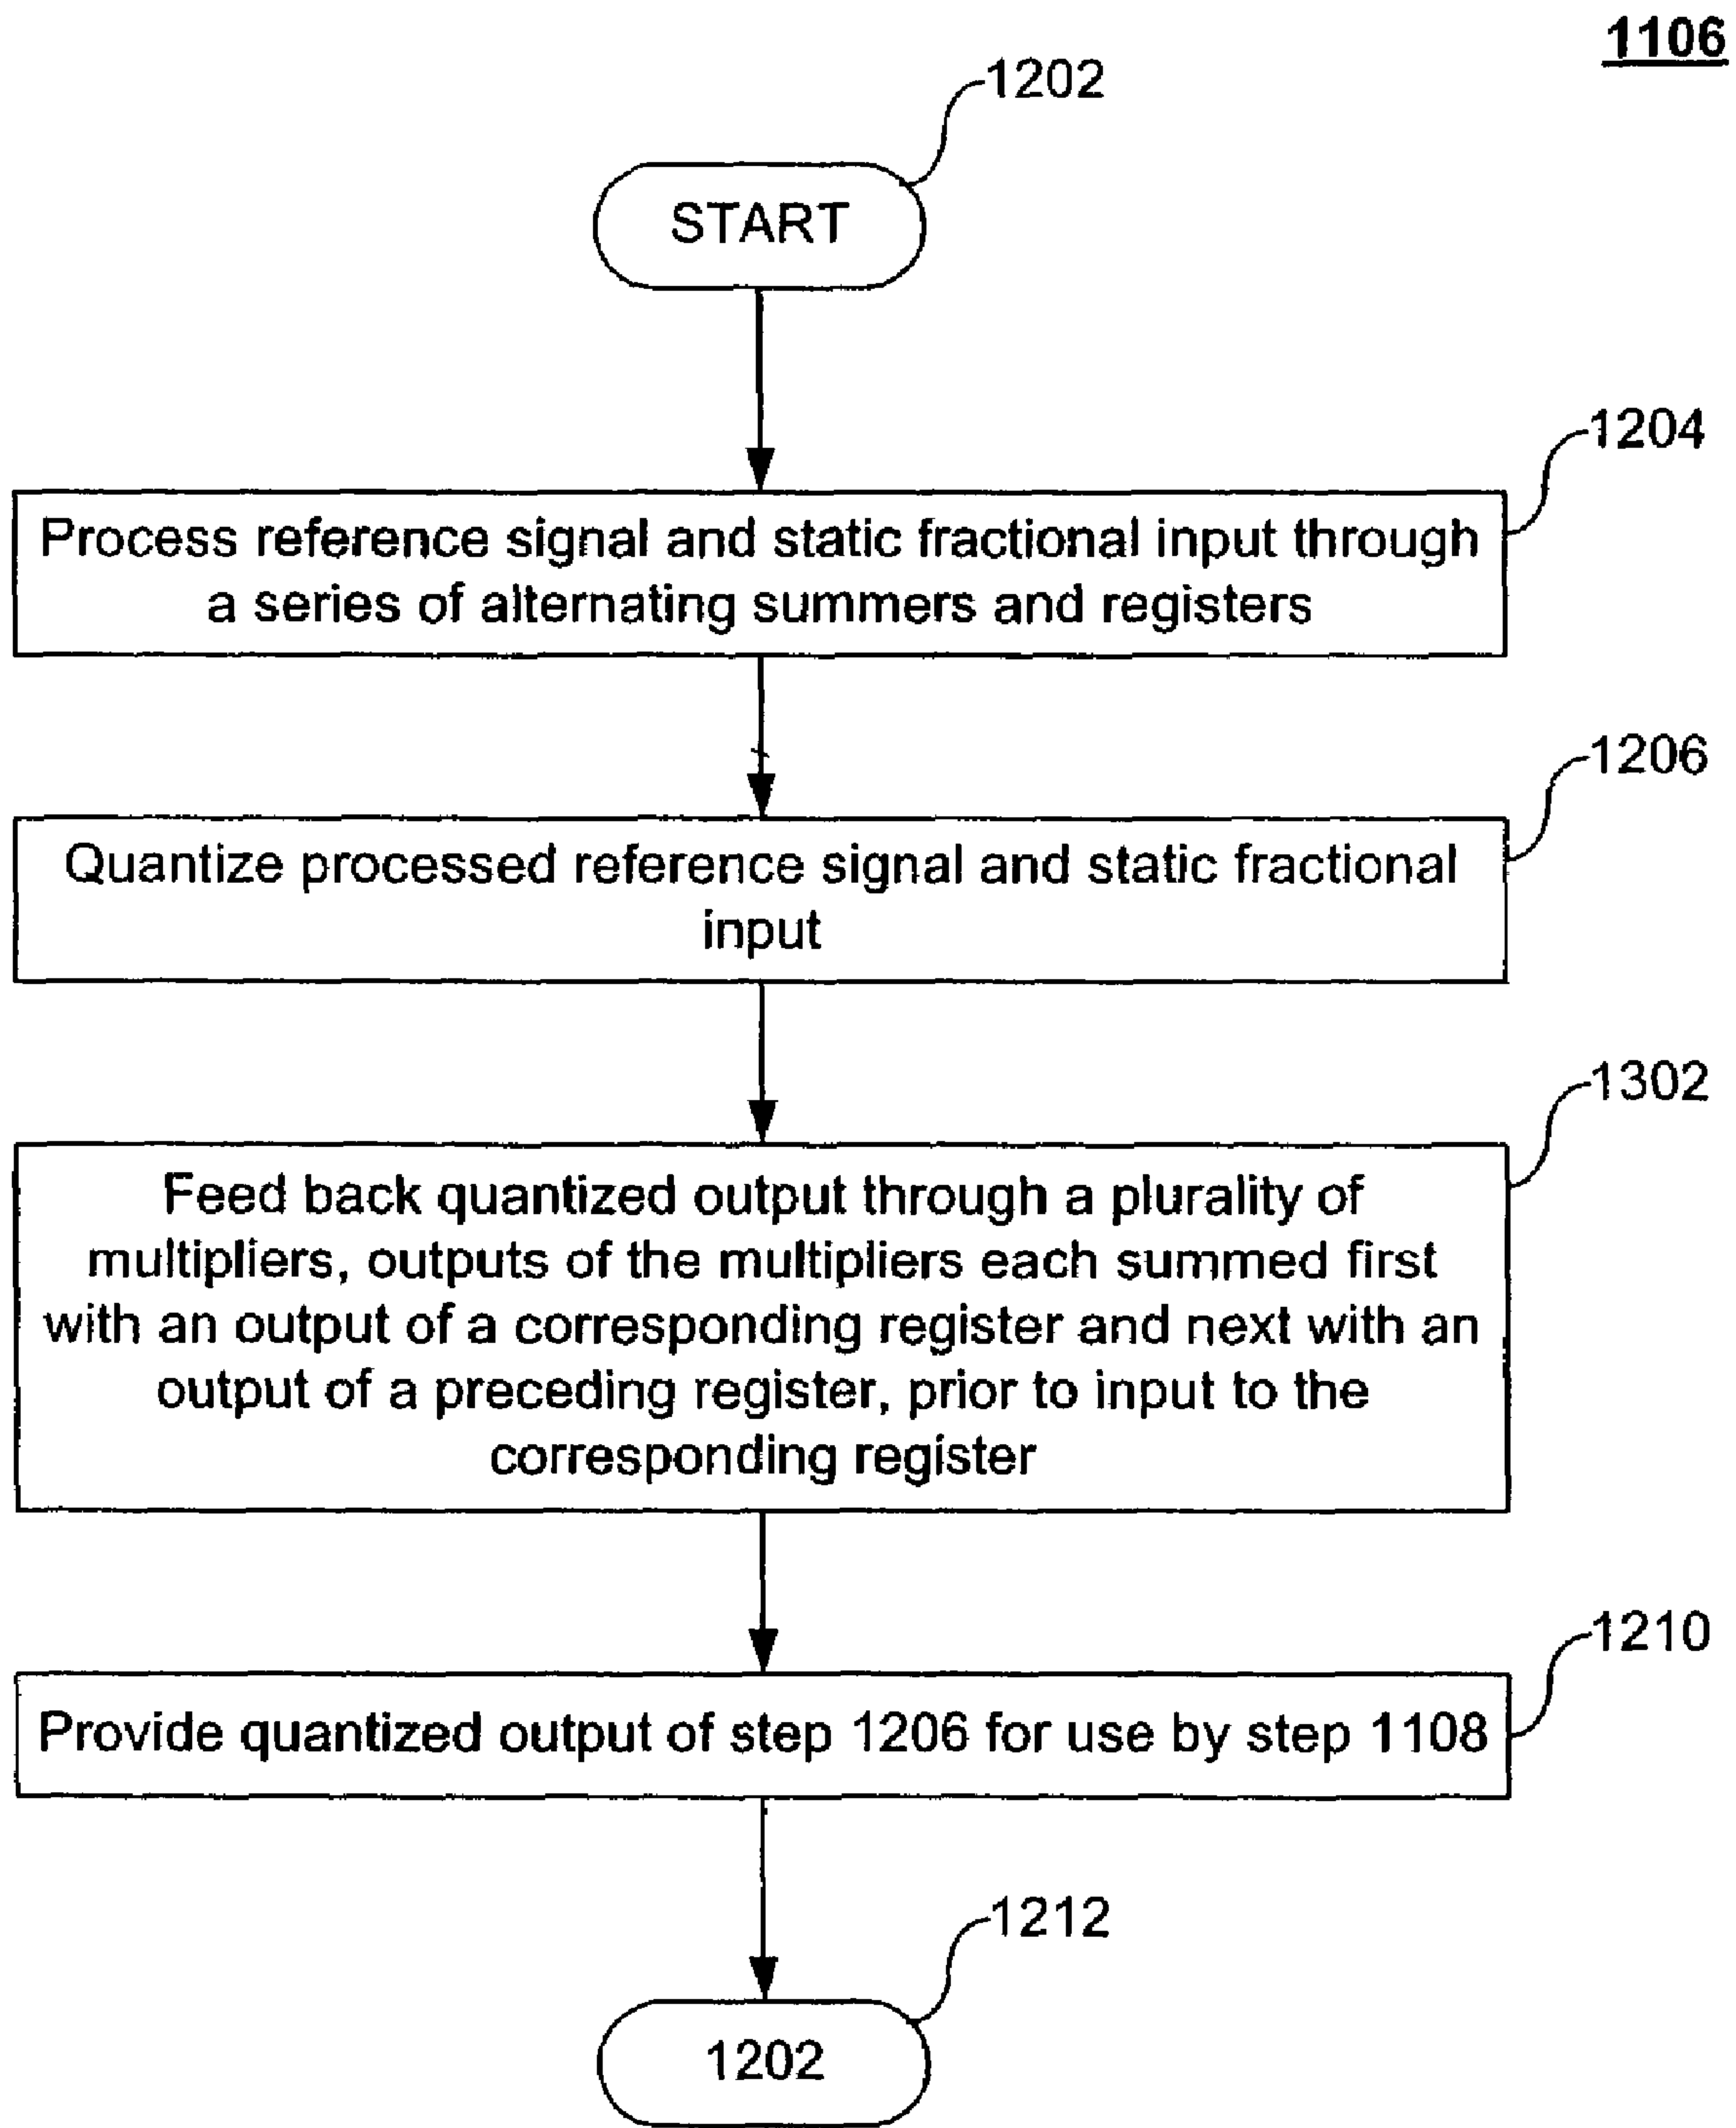 1106
1202
START
1204
Process reference signal and static fractional input through
a series of alternating summers and registers
1206
Quantize processed reference signal and static fractional
input
1302
Feed back quantized output through a plurality of
multipliers, outputs of the multipliers each summed first
with an output of a corresponding register and next with an
output of a preceding register, prior to input to the
corresponding register
1210
Provide quantized output of step 1206 for use by step 1108
1212
1202